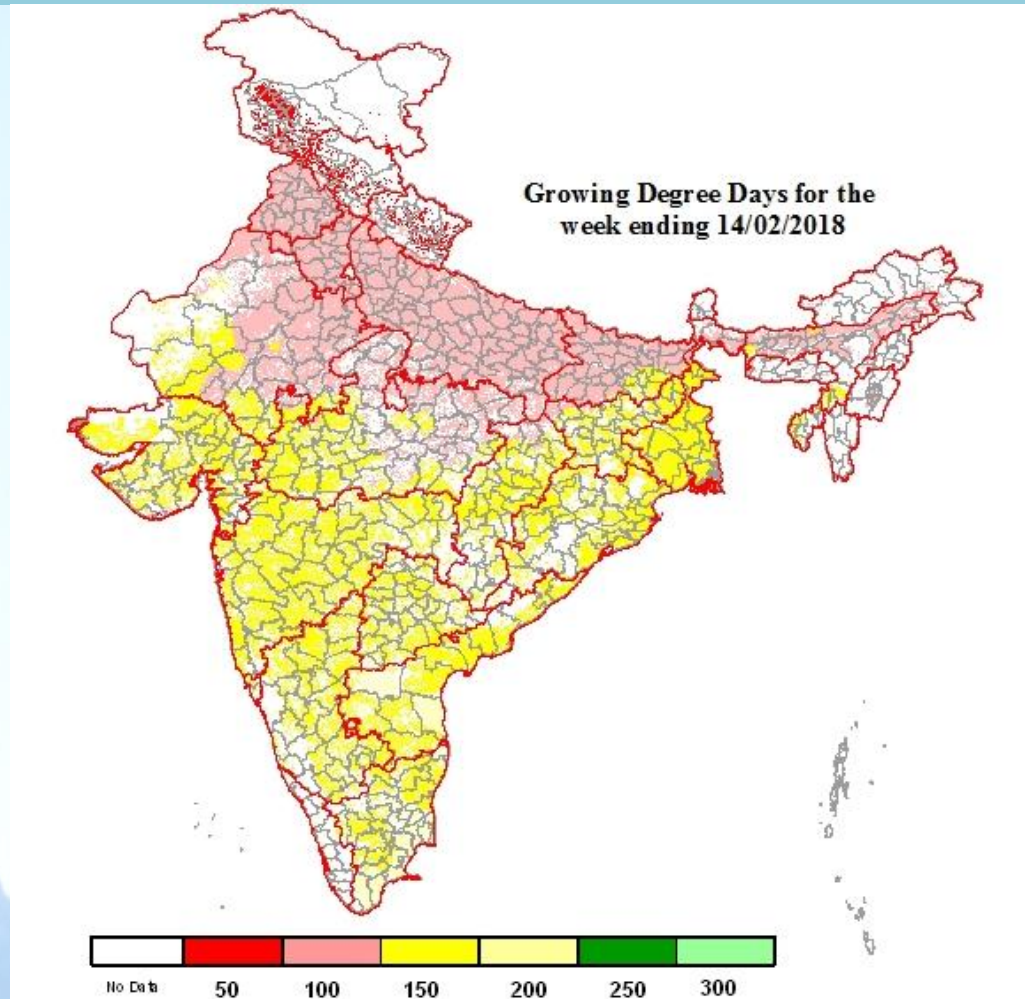 Growing Degree Days for the
week ending 14/02/2018
No Data 50 100 150 200 250 300